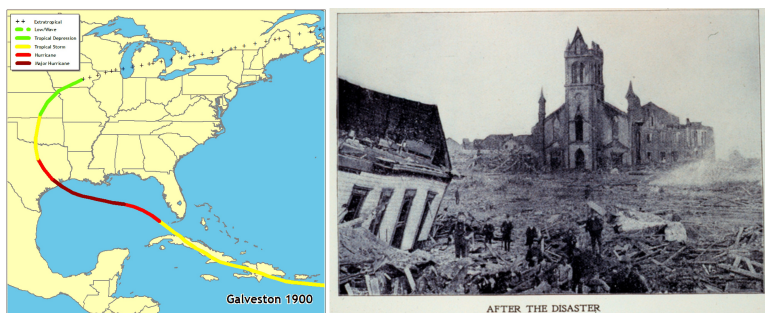 Extratropical
Low/Wave
Tropical Depression
Tropical Storm
Hurricane
Major Hurricane
Galveston 1900
AFTER THE DISASTER